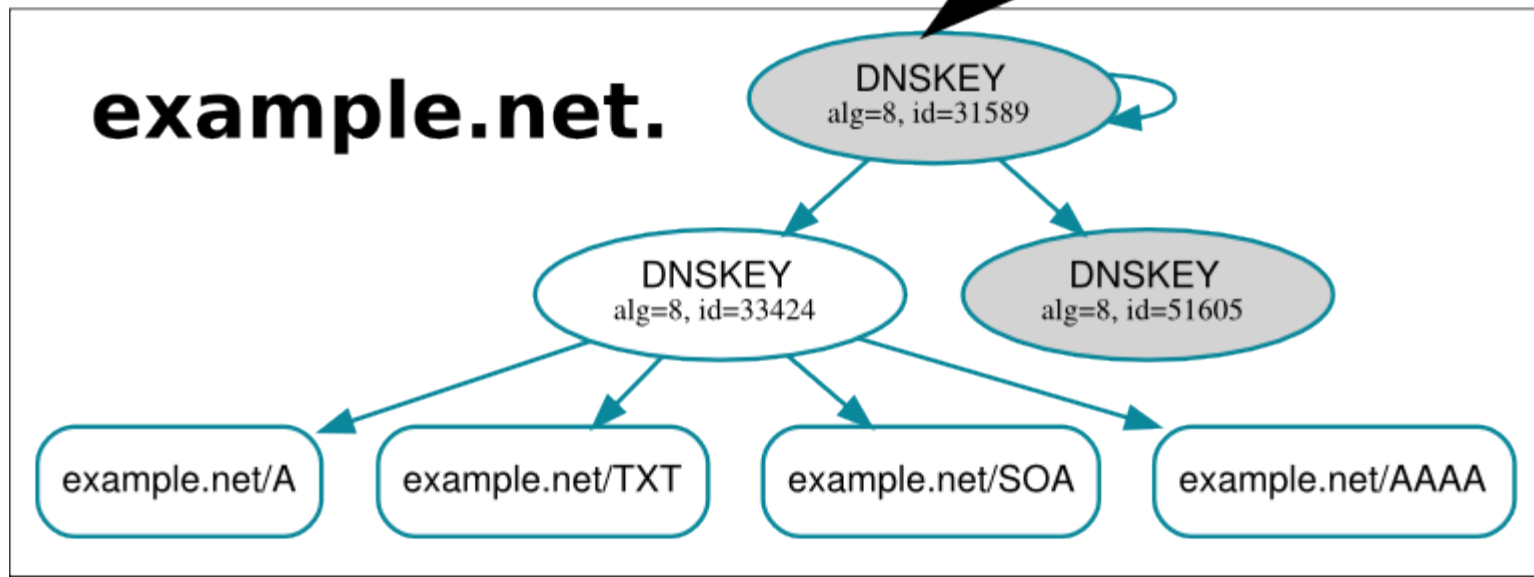 example.net.
DNSKEY
alg=8, id=31589
DNSKEY
alg=8, id=33424
DNSKEY
alg=8, id=51605
example.net/A
example.net/TXT
example.net/SOA
example.net/AAAA